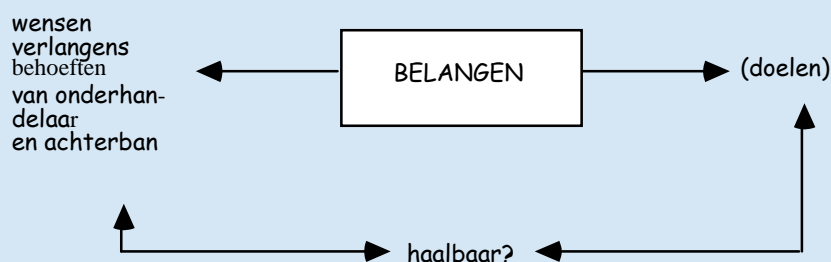 wensen
verlangens
behoeften
van onderhan-
delaar
en achterban
BELANGEN
(doelen)
haalbaar?